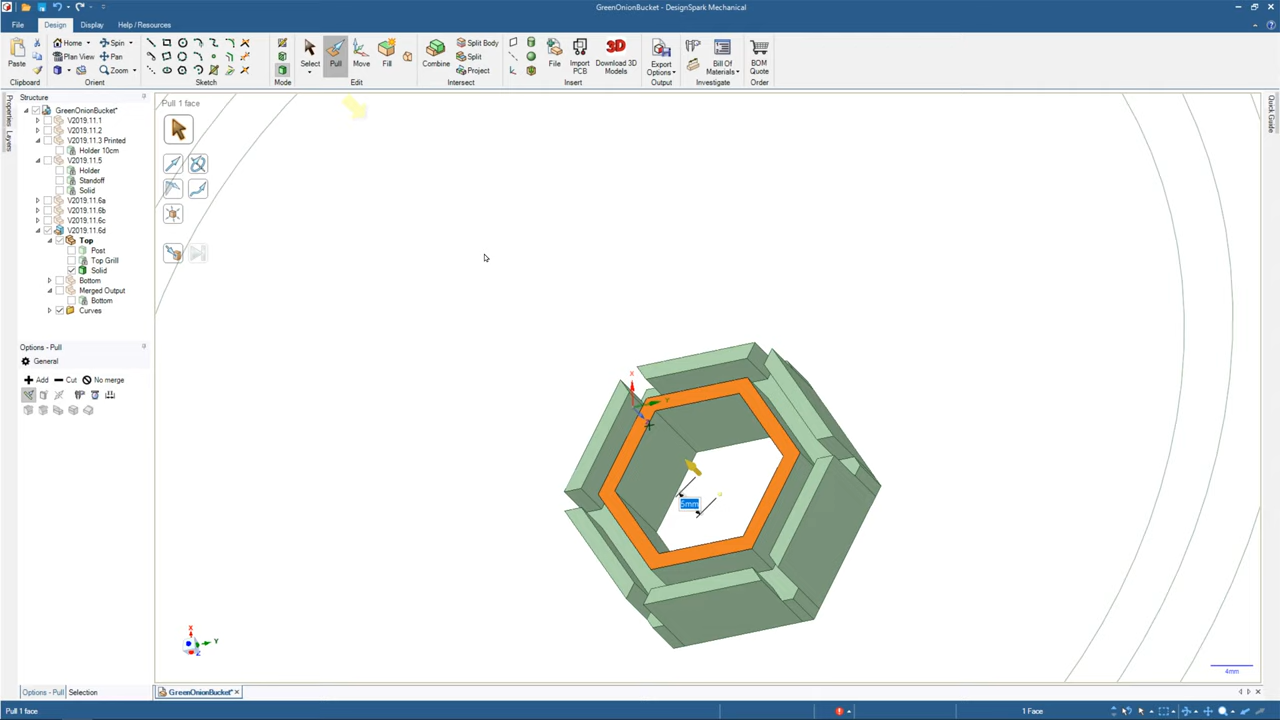 GreenOnionBucket - DesignSpark Mechanical
File
Design
Display
Help / Resources
Home
Spin
Plan View
Pan
Zoom
Paste
Select
Pull
Move
Fill
Combine
Split Body
Split
Project
File
Import
PCB
Download 3D
Models
Export
Options
Bill Of
Materials
BOM
Quote
Clipboard
Orient
Sketch
Mode
Edit
Intersect
Insert
Output
Investigate
Order
Properties
Layers
Structure
GreenOnionBucket*
V2019.11.1
V2019.11.2
V2019.11.3 Printed
Holder 10cm
V2019.11.5
Holder
Standoff
Solid
V2019.11.6a
V2019.11.6b
V2019.11.6c
V2019.11.6d
Top
Post
Top Grill
Solid
Bottom
Merged Output
Bottom
Curves
Options - Pull
General
Add
Cut
No merge
Options - Pull
Selection
Pull 1 face
Quick Guide
X
Y
5mm
X
Y
Z
4mm
GreenOnionBucket*
Pull 1 face
1 Face